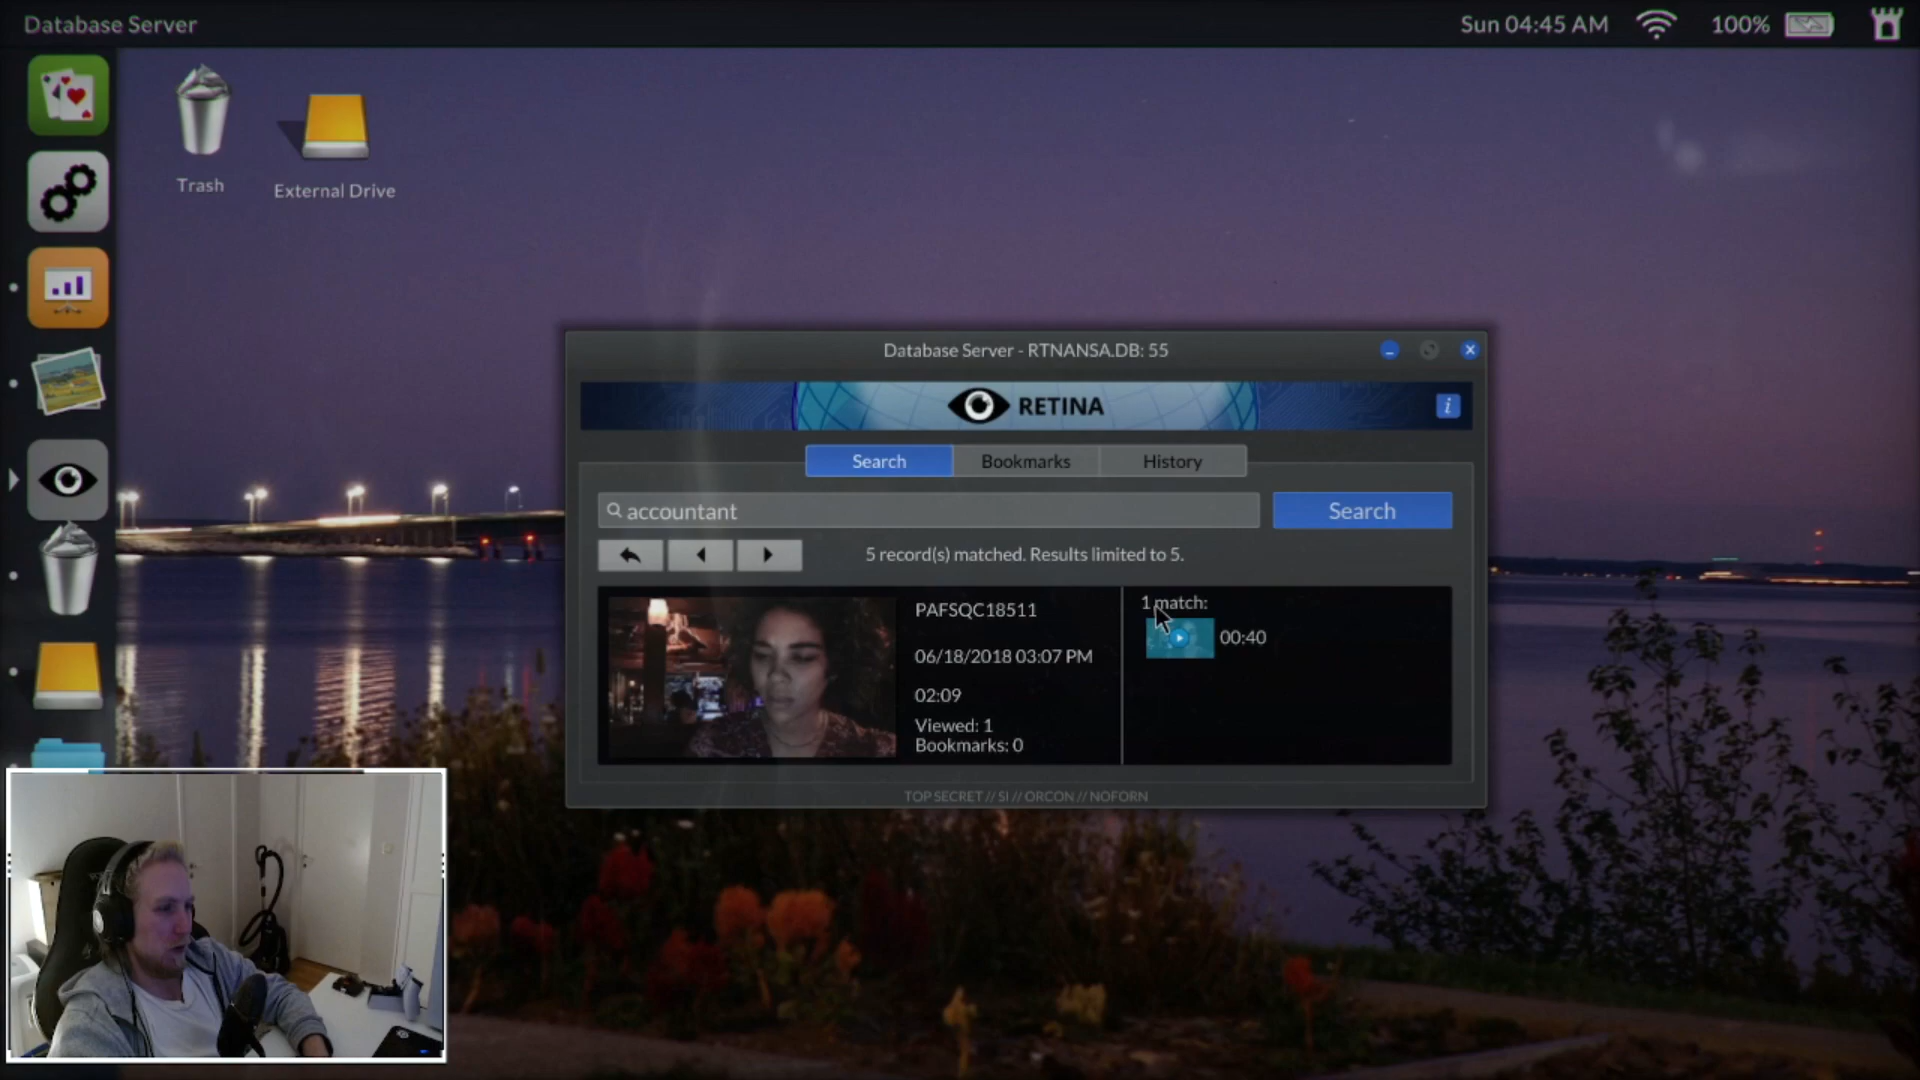 Database Server
Sun 04:45 AM
100%
Trash
External Drive
Database Server - RTNANSA.DB: 55
RETINA
i
Search
Bookmarks
History
accountant
Search
5 record(s) matched. Results limited to 5.
PAFSQC18511
06/18/2018 03:07 PM
02:09
Viewed: 1
Bookmarks: 0
1 match:
00:40
TOP SECRET // SI // ORCON // NOFORN